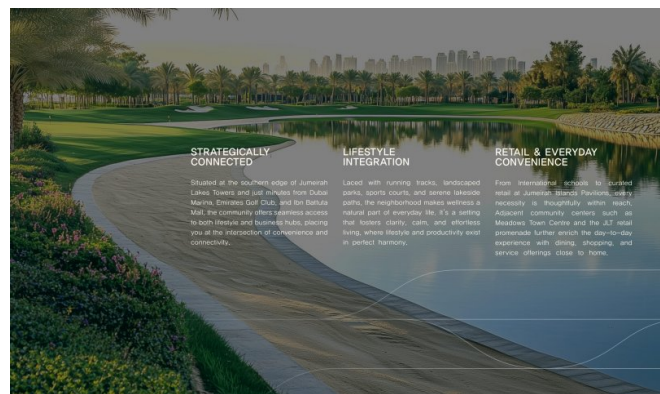 STRATEGICALLY
CONNECTED
Situated at the southern edge of Jumeirah
Lakes Towers and just minutes from Dubai
Marina, Emirates Golf Club, and Ibn Battuta
Mall, the community offers seamless access
to both lifestyle and business hubs, placing
you at the intersection of convenience and
connectivity.
LIFESTYLE
INTEGRATION
Laced with running tracks, landscaped
parks, sports courts, and serene lakeside
paths, the neighborhood makes wellness a
natural part of everyday life. It's a setting
that fosters clarity, calm, and effortless
living, where lifestyle and productivity exist
in perfect harmony.
RETAIL & EVERYDAY
CONVENIENCE
From international schools to curated
retail at Jumeirah Islands Pavilions, every
necessity is thoughtfully within reach.
Adjacent community centers such as
Meadows Town Centre and the JLT retail
promenade further enrich the day-to-day
experience with dining, shopping, and
service offerings close to home.